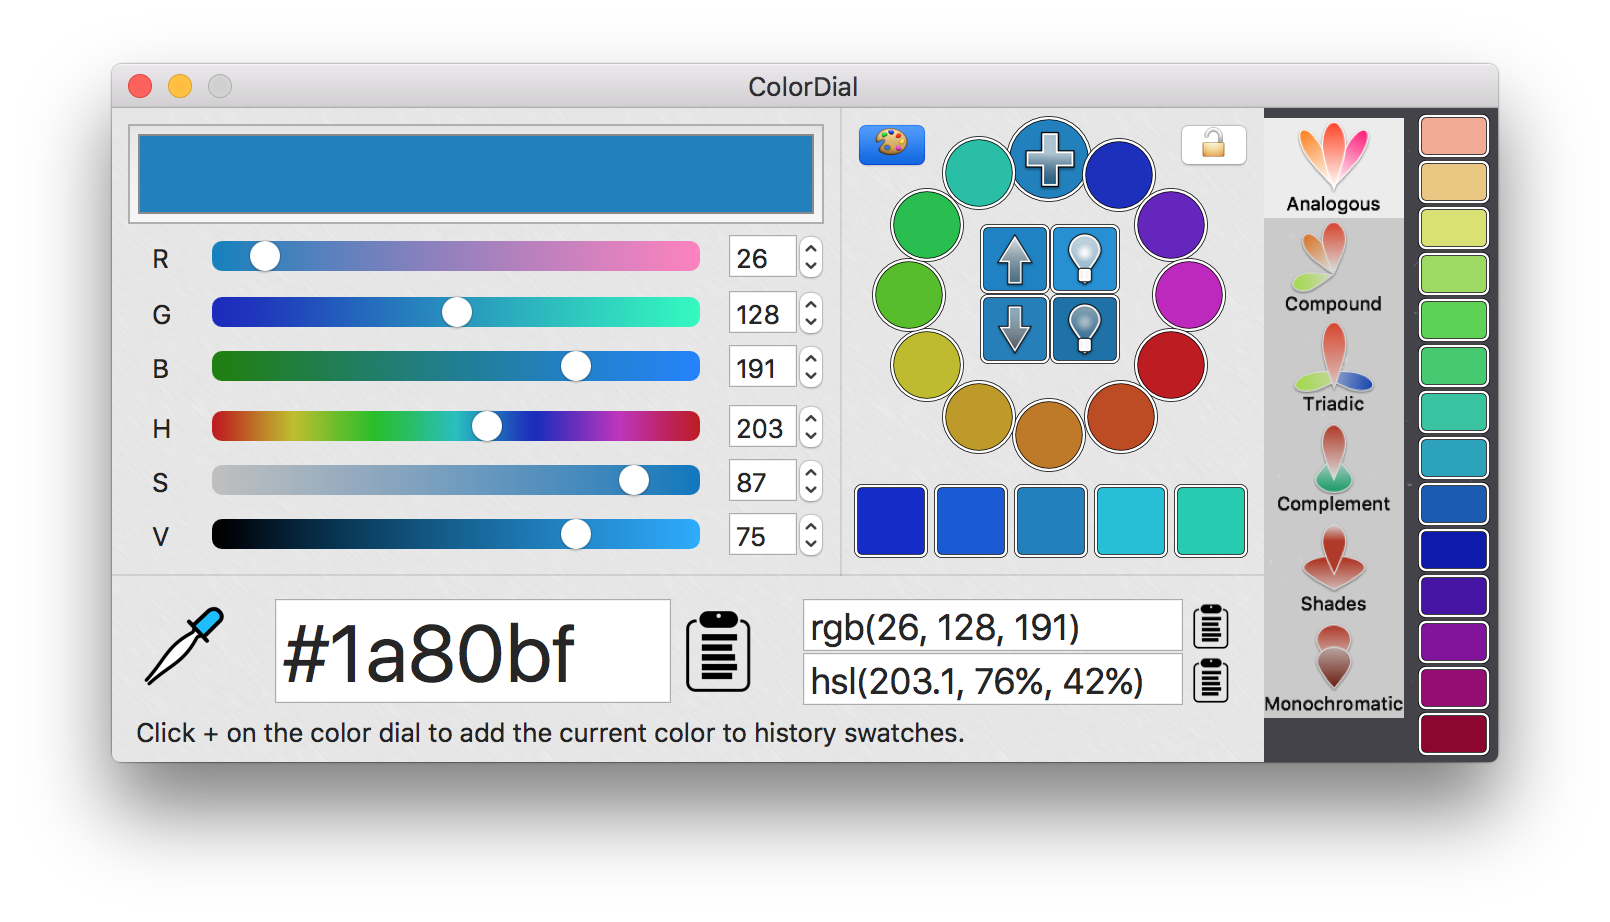 ColorDial
R 26
G 128
B 191
H 203
S 87
V 75
#1a80bf
rgb(26, 128, 191)
hsl(203.1, 76%, 42%)
Click + on the color dial to add the current color to history swatches.
Analogous
Compound
Triadic
Complement
Shades
Monochromatic